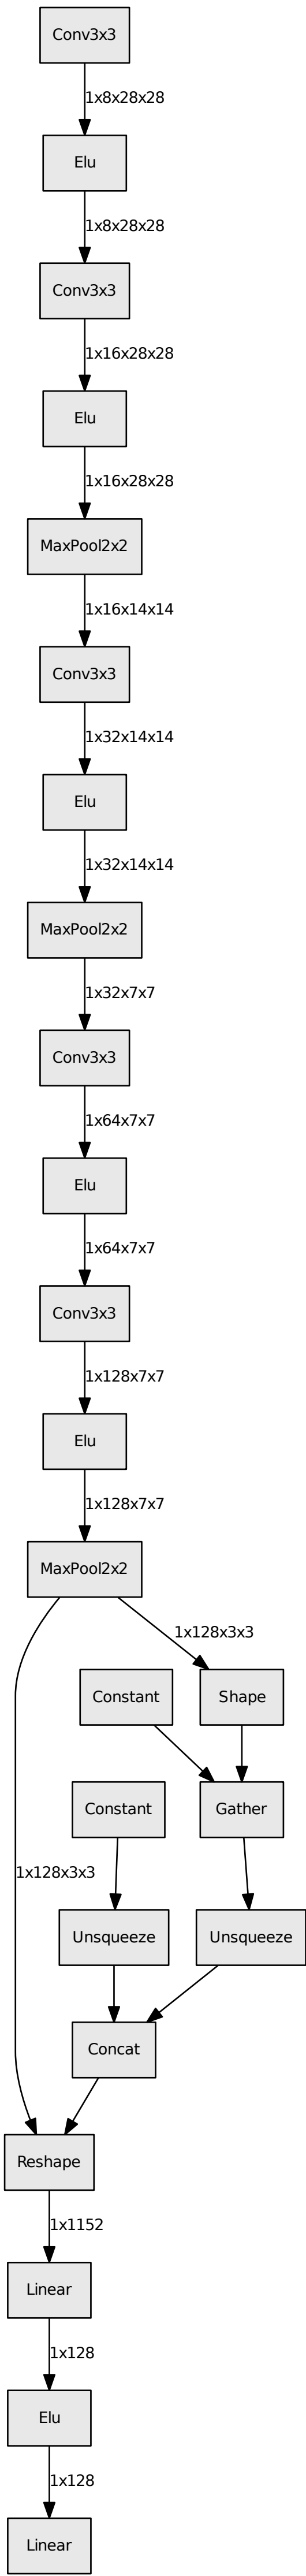 Conv3x3
1x8x28x28
Elu
1x8x28x28
Conv3x3
1x16x28x28
Elu
1x16x28x28
MaxPool2x2
1x16x14x14
Conv3x3
1x32x14x14
Elu
1x32x14x14
MaxPool2x2
1x32x7x7
Conv3x3
1x64x7x7
Elu
1x64x7x7
Conv3x3
1x128x7x7
Elu
1x128x7x7
MaxPool2x2
1x128x3x3
Constant
Shape
Constant
Gather
1x128x3x3
Unsqueeze
Unsqueeze
Concat
Reshape
1x1152
Linear
1x128
Elu
1x128
Linear